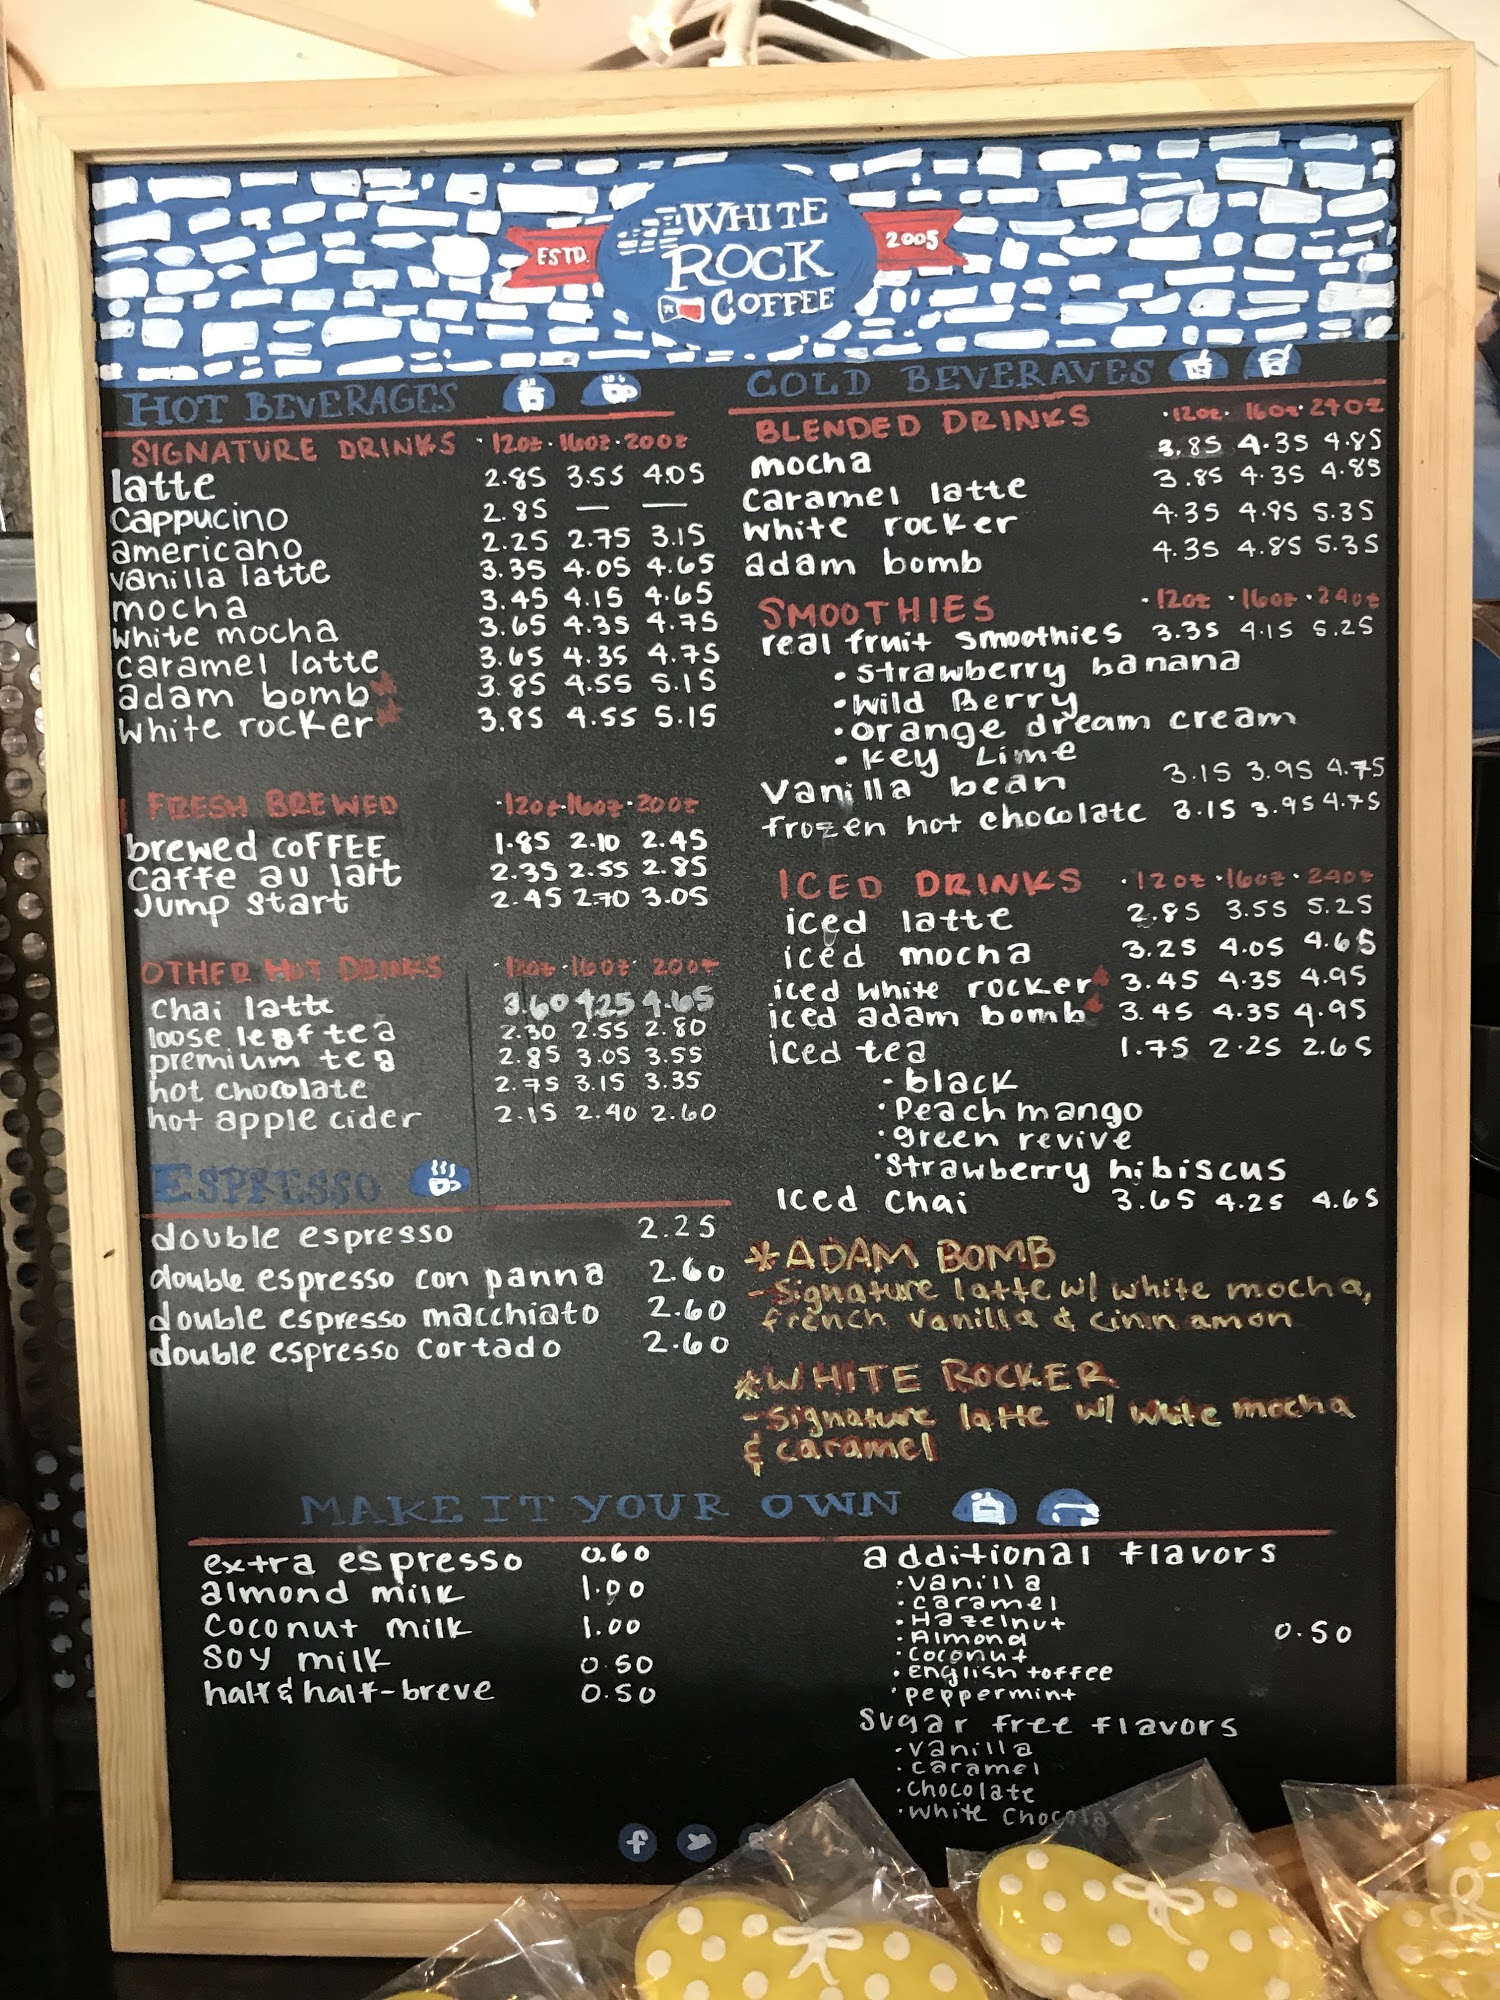 ESTD.
WHITE
ROCK
COFFEE
2005
HOT BEVERAGES
SIGNATURE DRINKS · 12oz · 16oz · 20oz
latte 2.85 3.55 4.05
cappucino 2.85 — —
americano 2.25 2.75 3.15
vanilla latte 3.35 4.05 4.65
mocha 3.45 4.15 4.65
white mocha 3.65 4.35 4.75
caramel latte 3.65 4.35 4.75
adam bomb* 3.85 4.55 5.15
white rocker* 3.85 4.55 5.15
FRESH BREWED · 12oz · 16oz · 20oz
brewed COFFEE 1.85 2.10 2.45
caffe au lait 2.35 2.55 2.85
Jump start 2.45 2.70 3.05
OTHER HOT DRINKS · 12oz · 16oz · 20oz
chai latte 3.60 4.25 4.65
loose leaf tea 2.30 2.55 2.80
premium tea 2.85 3.05 3.55
hot chocolate 2.75 3.15 3.35
hot apple cider 2.15 2.40 2.60
ESPRESSO
double espresso 2.25
double espresso con panna 2.60
double espresso macchiato 2.60
double espresso cortado 2.60
COLD BEVERAVES
BLENDED DRINKS · 12oz · 16oz · 24oz
mocha 3.85 4.35 4.85
caramel latte 3.85 4.35 4.85
white rocker 4.35 4.95 5.35
adam bomb 4.35 4.85 5.35
SMOOTHIES · 12oz · 16oz · 24oz
real fruit smoothies 3.35 4.15 5.25
· strawberry banana
· Wild Berry
· orange dream cream
· Key Lime
Vanilla bean 3.15 3.95 4.75
frozen hot chocolate 3.15 3.95 4.75
ICED DRINKS · 12oz · 16oz · 24oz
iced latte 2.85 3.55 5.25
iced mocha 3.25 4.05 4.65
iced white rocker* 3.45 4.35 4.95
iced adam bomb* 3.45 4.35 4.95
iced tea 1.75 2.25 2.65
· black
· Peach mango
· green revive
· Strawberry hibiscus
Iced chai 3.65 4.25 4.65
*ADAM BOMB
- Signature latte w/ white mocha,
french vanilla & cinnamon
*WHITE ROCKER
- Signature latte w/ white mocha
& caramel
MAKE IT YOUR OWN
extra espresso 0.60
almond milk 1.00
coconut milk 1.00
soy milk 0.50
half & half-breve 0.50
additional flavors
· vanilla
· caramel
· Hazelnut
· Almond 0.50
· coconut
· English toffee
· peppermint
Sugar free flavors
· vanilla
· caramel
· chocolate
· White
f